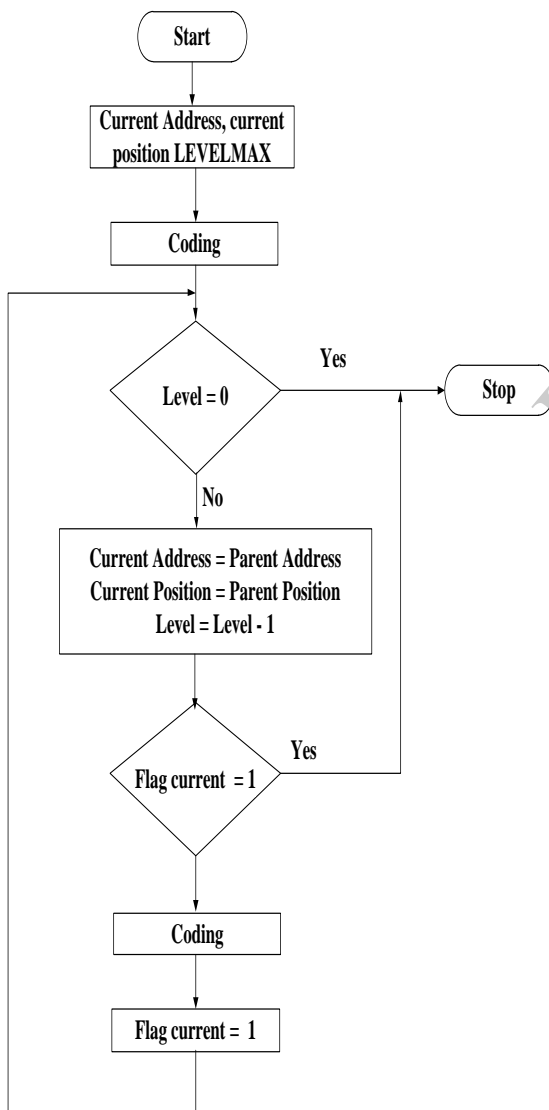 Start
Current Address, current
position LEVELMAX
Coding
Level = 0
Yes
Stop
No
Current Address = Parent Address
Current Position = Parent Position
Level = Level - 1
Flag current = 1
Yes
Coding
Flag current = 1